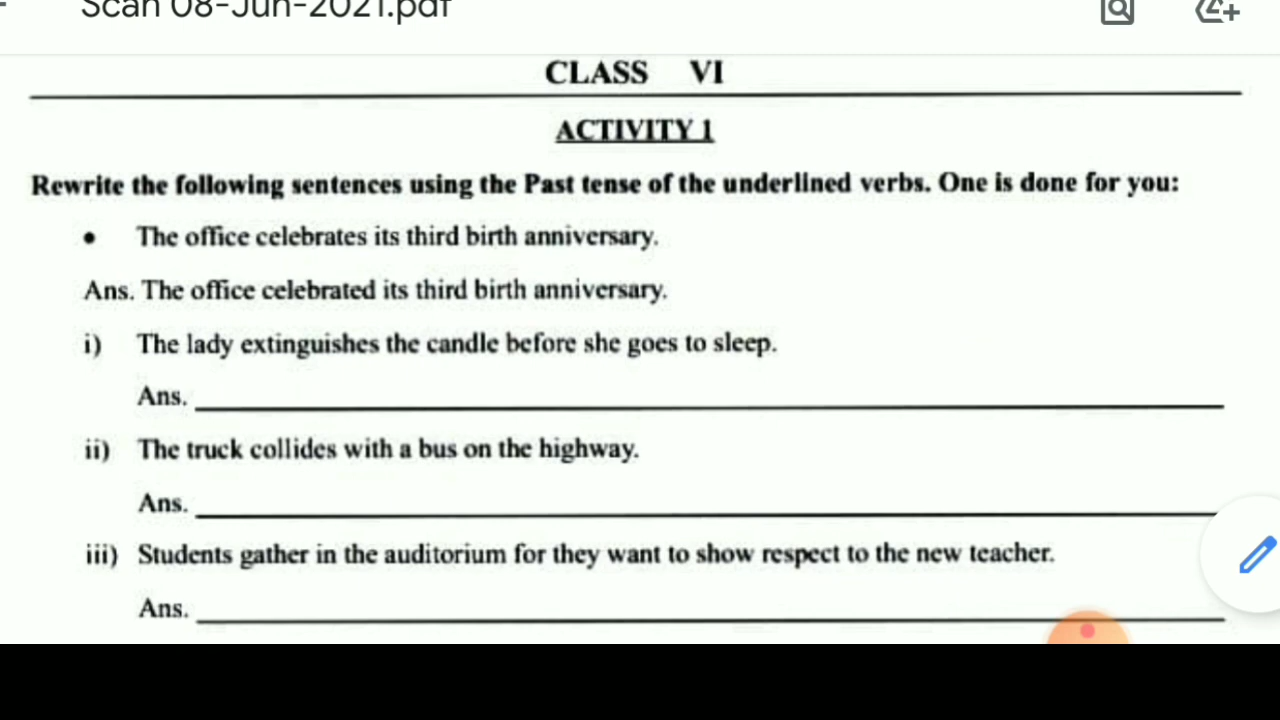 Scan 08-Jun-2021.pdf
CLASS VI
ACTIVITY 1
Rewrite the following sentences using the Past tense of the underlined verbs. One is done for you:
• The office celebrates its third birth anniversary.
Ans. The office celebrated its third birth anniversary.
i) The lady extinguishes the candle before she goes to sleep.
Ans.
ii) The truck collides with a bus on the highway.
Ans.
iii) Students gather in the auditorium for they want to show respect to the new teacher.
Ans.